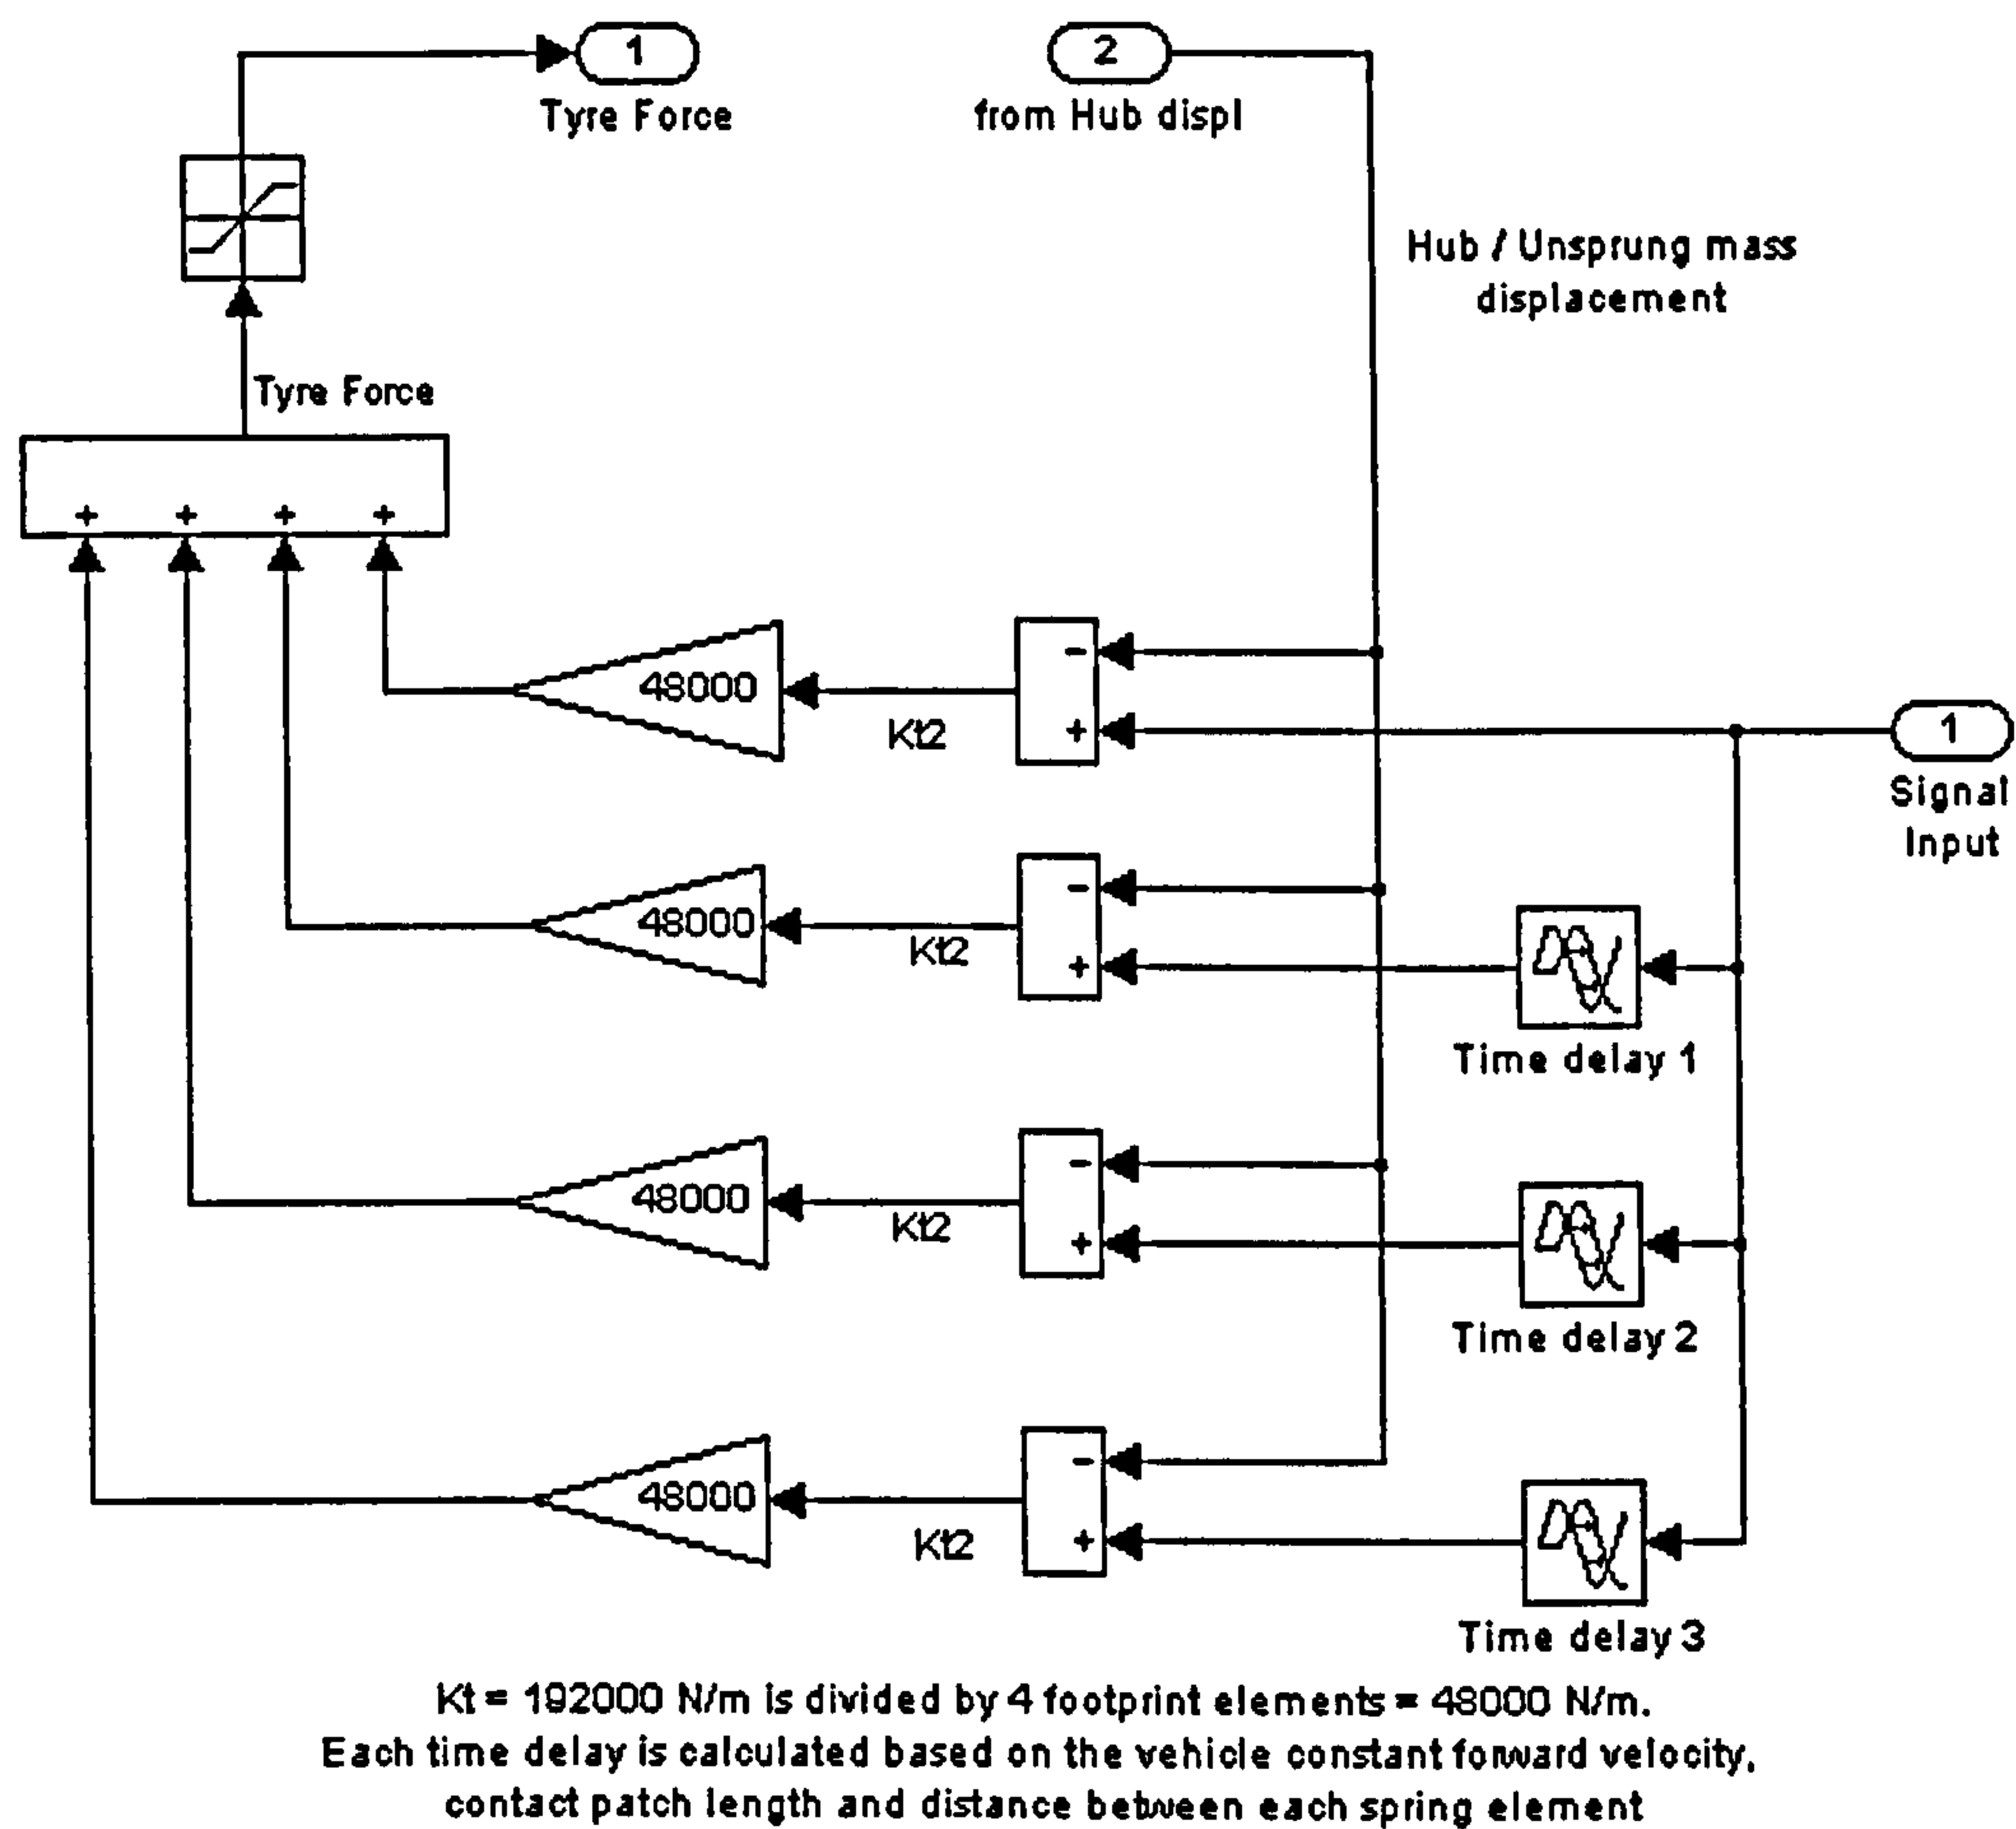 1
Tyre Force
2
from Hub displ
Hub / Unsprung mass
displacement
Tyre Force
+ + + +
48000
Kt2
-
+
1
Signal
Input
48000
Kt2
-
+
Time delay 1
48000
Kt2
-
+
Time delay 2
48000
Kt2
-
+
Time delay 3
Kt = 192000 N/m is divided by 4 footprint elements = 48000 N/m.
Each time delay is calculated based on the vehicle constant forward velocity,
contact patch length and distance between each spring element